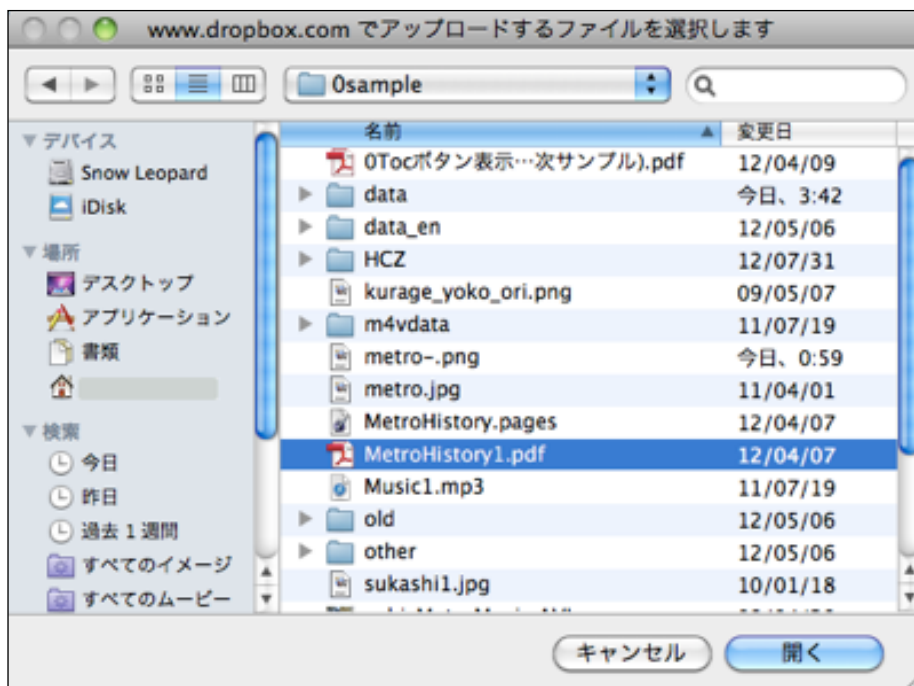 www.dropbox.com でアップロードするファイルを選択します
0sample
デバイス
Snow Leopard
iDisk
場所
デスクトップ
アプリケーション
書類
検索
今日
昨日
過去 1 週間
すべてのイメージ
すべてのムービー
名前 変更日
0Tocボタン表示…次サンプル).pdf 12/04/09
data 今日、3:42
data_en 12/05/06
HCZ 12/07/31
kurage_yoko_ori.png 09/05/07
m4vdata 11/07/19
metro-.png 今日、0:59
metro.jpg 11/04/01
MetroHistory.pages 12/04/07
MetroHistory1.pdf 12/04/07
Music1.mp3 11/07/19
old 12/05/06
other 12/05/06
sukashi1.jpg 10/01/18
キャンセル 開く